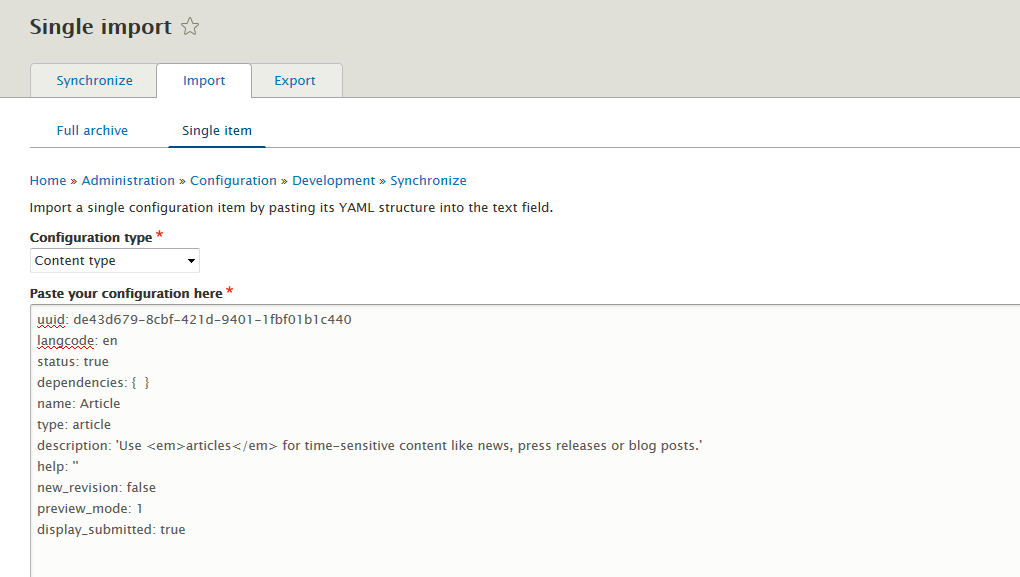 Single import
Synchronize
Import
Export
Full archive
Single item
Home » Administration » Configuration » Development » Synchronize
Import a single configuration item by pasting its YAML structure into the text field.
Configuration type *
Content type
Paste your configuration here *
uuid: de43d679-8cbf-421d-9401-1fbf01b1c440
langcode: en
status: true
dependencies: {  }
name: Article
type: article
description: 'Use <em>articles</em> for time-sensitive content like news, press releases or blog posts.'
help: ''
new_revision: false
preview_mode: 1
display_submitted: true